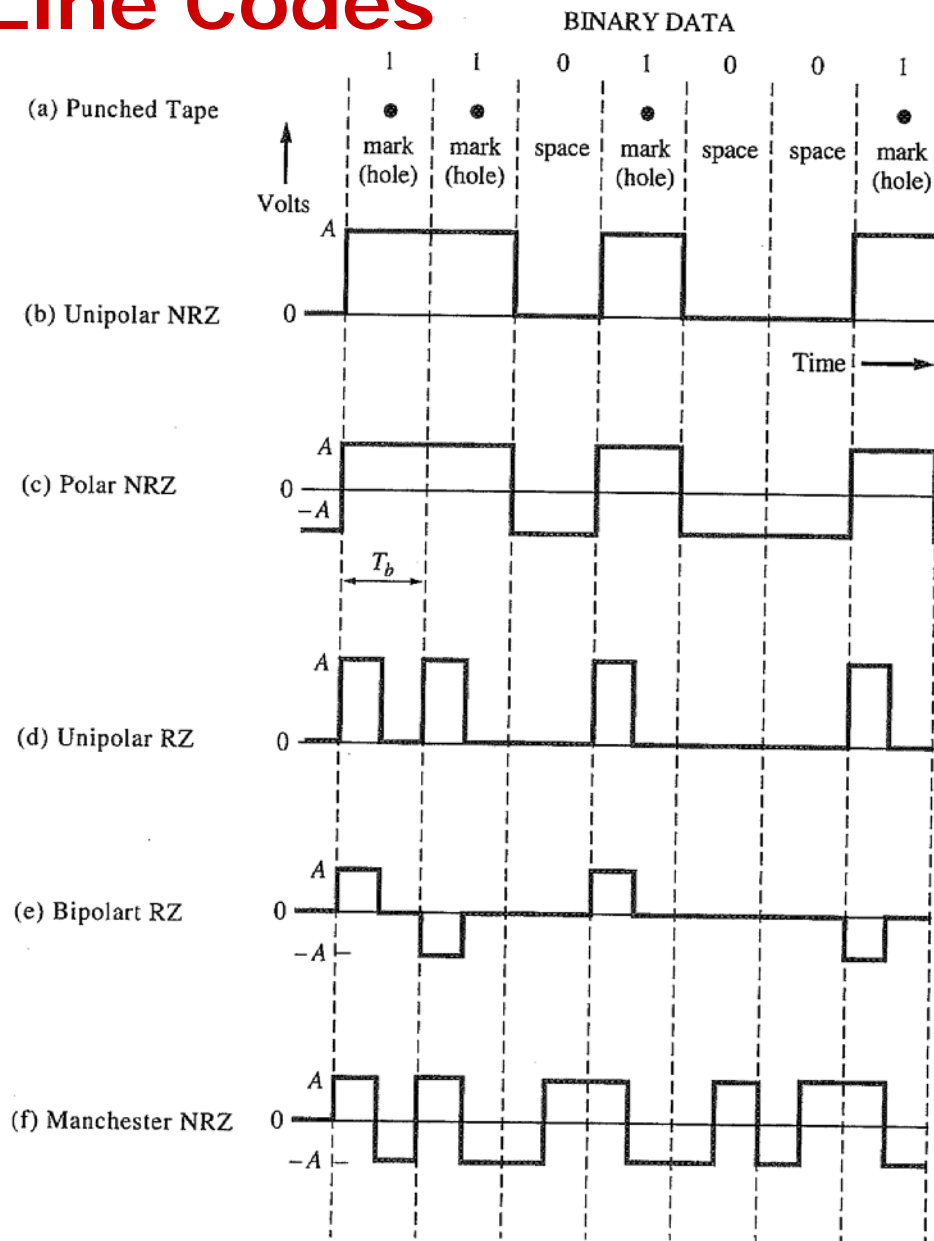 Line Codes
BINARY DATA
1 1 0 1 0 0 1
(a) Punched Tape
mark mark space mark space space mark
(hole) (hole) (hole) (hole)
Volts
A
(b) Unipolar NRZ 0
Time
A
(c) Polar NRZ 0
−A
Tb
A
(d) Unipolar RZ 0
A
(e) Bipolart RZ 0
−A
A
(f) Manchester NRZ 0
−A